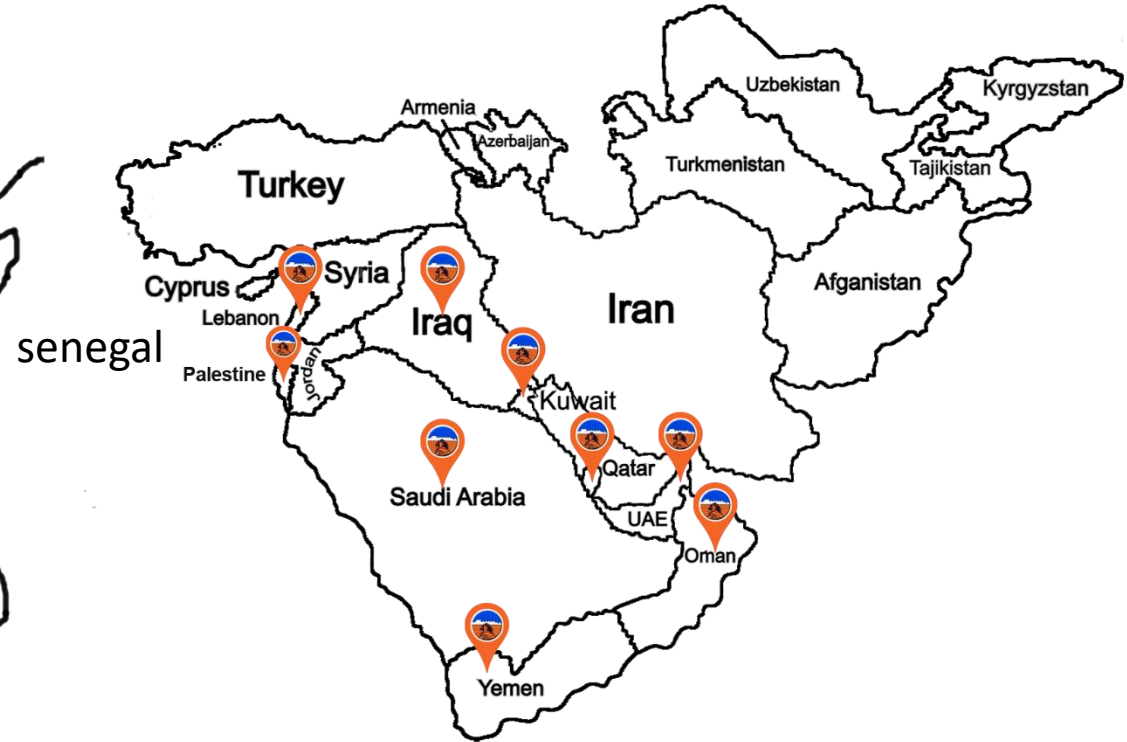 Uzbekistan
Kyrgyzstan
Armenia
Azerbaijan
Turkmenistan
Tajikistan
Turkey
Afganistan
Syria
Cyprus
Iran
Lebanon
Iraq
senegal
Palestine
Jordan
Kuwait
Qatar
Saudi Arabia
UAE
Oman
Yemen